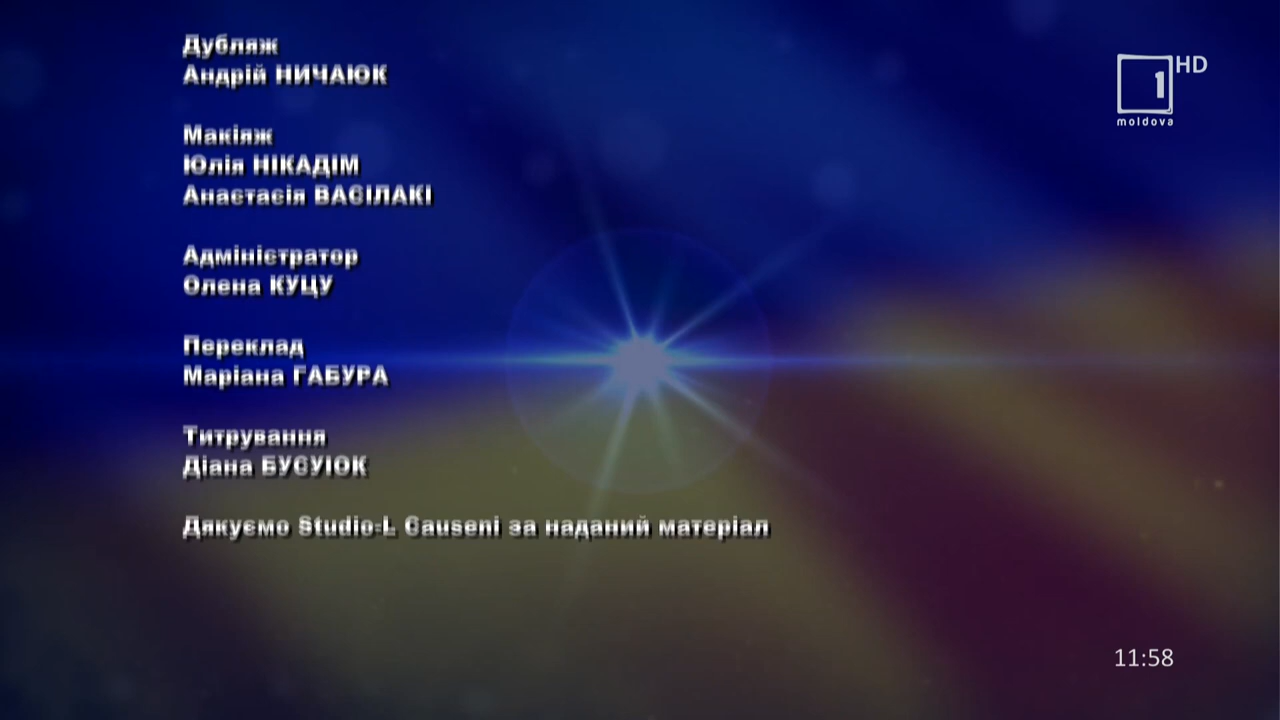 Дубляж
Андрій НИЧАЮК
Макіяж
Юлія НІКАДІМ
Анастасія ВАСІЛАКІ
Адміністратор
Олена КУЦУ
Переклад
Маріана ГАБУРА
Титрування
Діана БУСУІОК
Дякуємо Studio-L Causeni за наданий матеріал
1 HD
moldova
11:58